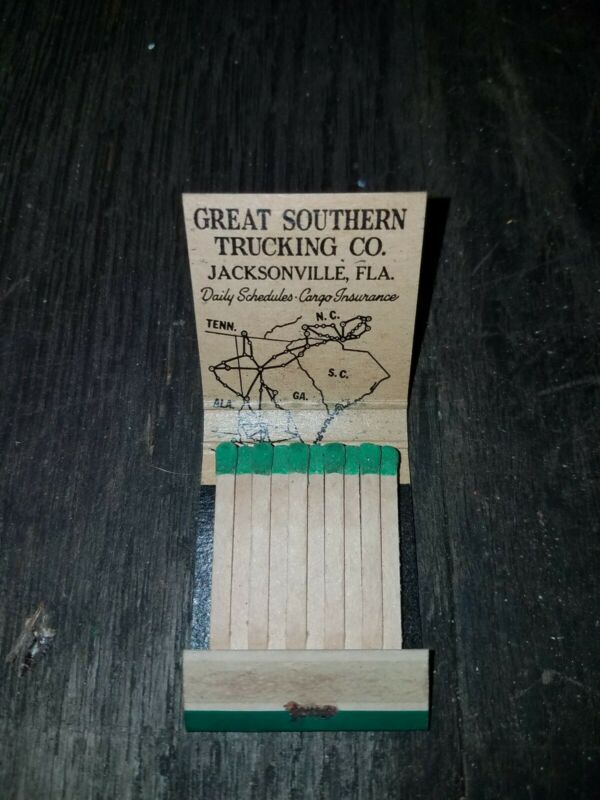 GREAT SOUTHERN
TRUCKING CO.
JACKSONVILLE, FLA.
Daily Schedules · Cargo Insurance
N.C.
TENN.
S.C.
GA.
ALA.